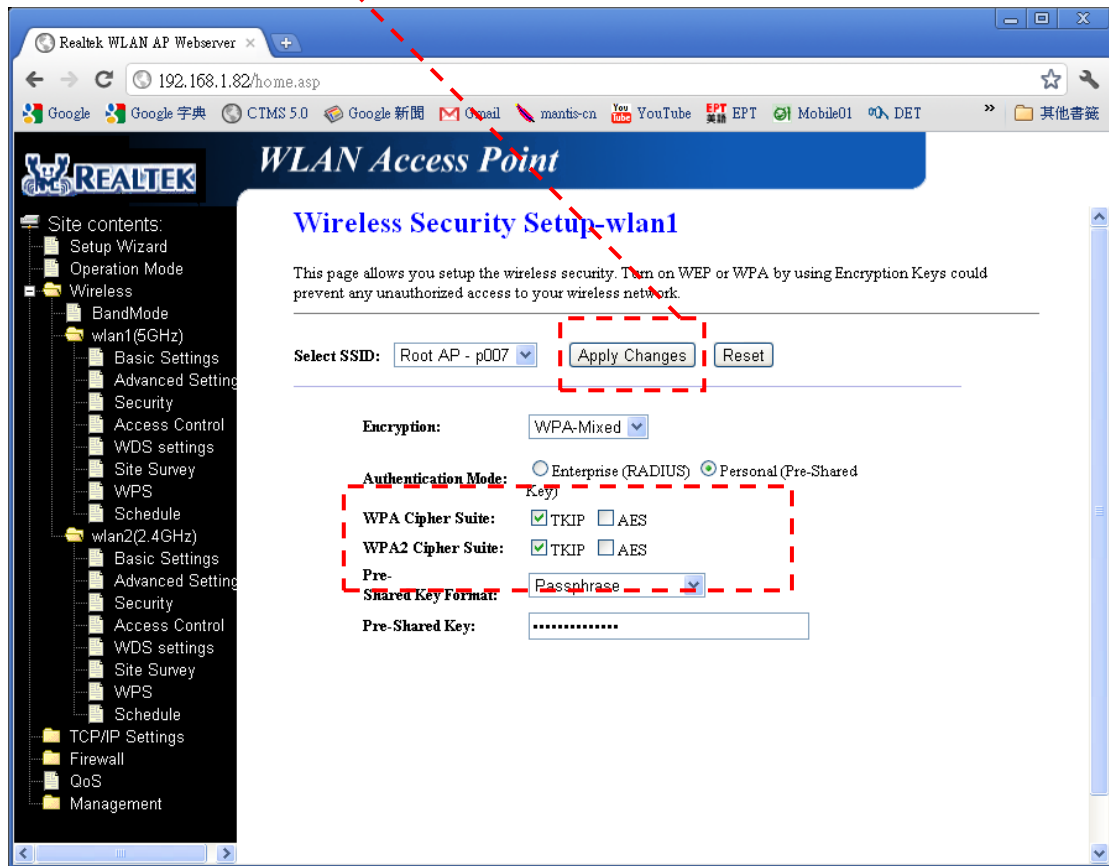 Realtek WLAN AP Webserver
192.168.1.82/home.asp
Google Google 字典 CTMS 5.0 Google 新聞 Gmail mantis-cn YouTube EPT EPT Mobile01 DET » 其他書籤
REALTEK
WLAN Access Point
Site contents:
Setup Wizard
Operation Mode
Wireless
BandMode
wlan1(5GHz)
Basic Settings
Advanced Setting
Security
Access Control
WDS settings
Site Survey
WPS
Schedule
wlan2(2.4GHz)
Basic Settings
Advanced Setting
Security
Access Control
WDS settings
Site Survey
WPS
Schedule
TCP/IP Settings
Firewall
QoS
Management
Wireless Security Setup-wlan1
This page allows you setup the wireless security. Turn on WEP or WPA by using Encryption Keys could
prevent any unauthorized access to your wireless network.
Select SSID: Root AP - p007 Apply Changes Reset
Encryption: WPA-Mixed
Authentication Mode: Enterprise (RADIUS) Personal (Pre-Shared
Key)
WPA Cipher Suite: TKIP AES
WPA2 Cipher Suite: TKIP AES
Pre-
Shared Key Format: Passphrase
Pre-Shared Key: ••••••••••••••